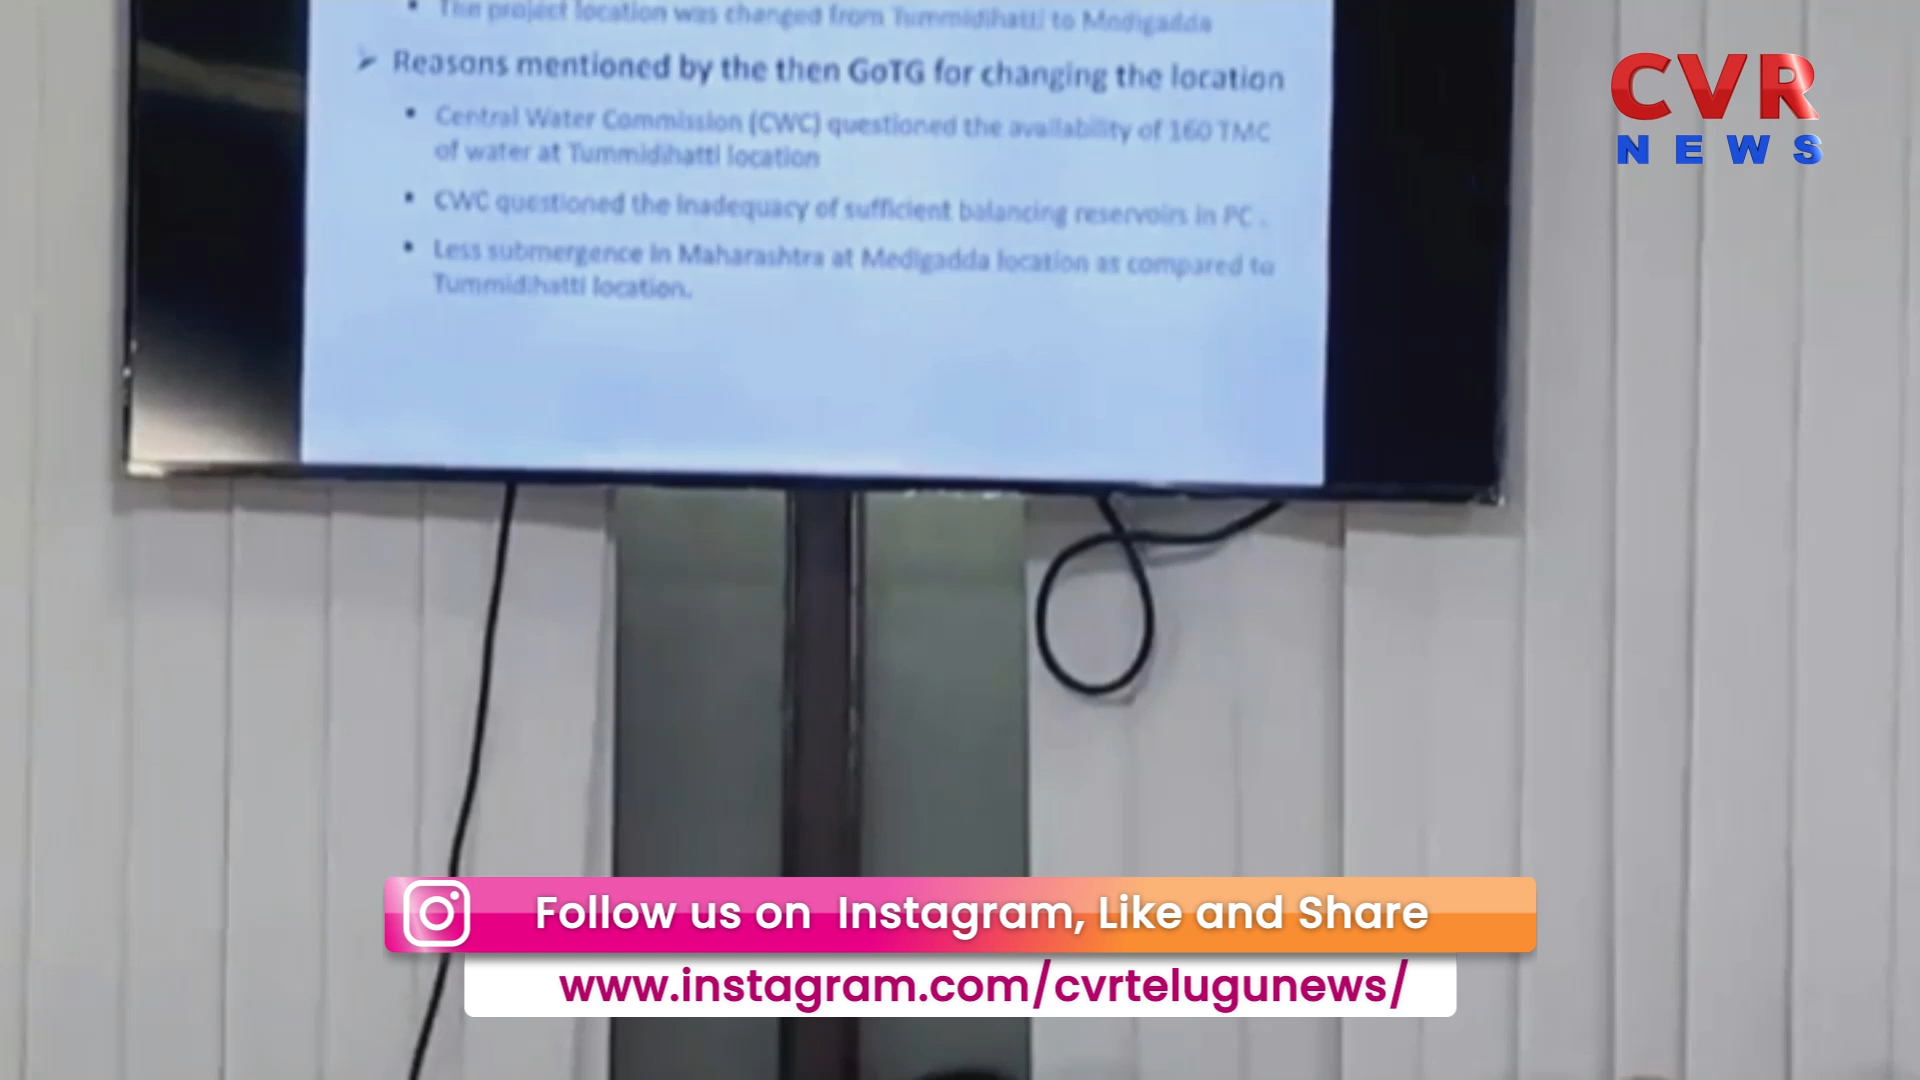 • The project location was changed from Tummidihatti to Medigadda
➢ Reasons mentioned by the then GoTG for changing the location
• Central Water Commission (CWC) questioned the availability of 160 TMC
of water at Tummidihatti location
• CWC questioned the inadequacy of sufficient balancing reservoirs in PC .
• Less submergence in Maharashtra at Medigadda location as compared to
Tummidihatti location.
CVR
NEWS
Follow us on Instagram, Like and Share
www.instagram.com/cvrtelugunews/